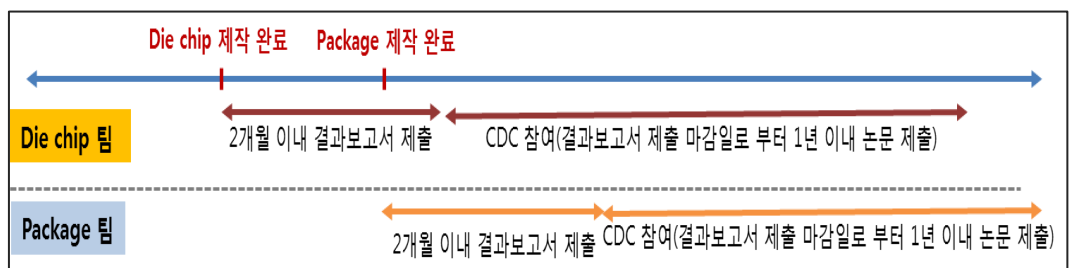 Die chip 제작 완료
Package 제작 완료
Die chip 팀
2개월 이내 결과보고서 제출
CDC 참여(결과보고서 제출 마감일로 부터 1년 이내 논문 제출)
Package 팀
2개월 이내 결과보고서 제출
CDC 참여(결과보고서 제출 마감일로 부터 1년 이내 논문 제출)